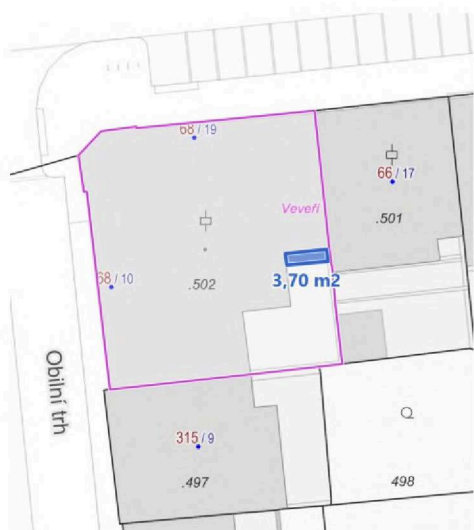 68 / 19
66 / 17
Veveří
.501
3,70 m2
68 / 10
.502
Obilní trh
315 / 9
.497
498